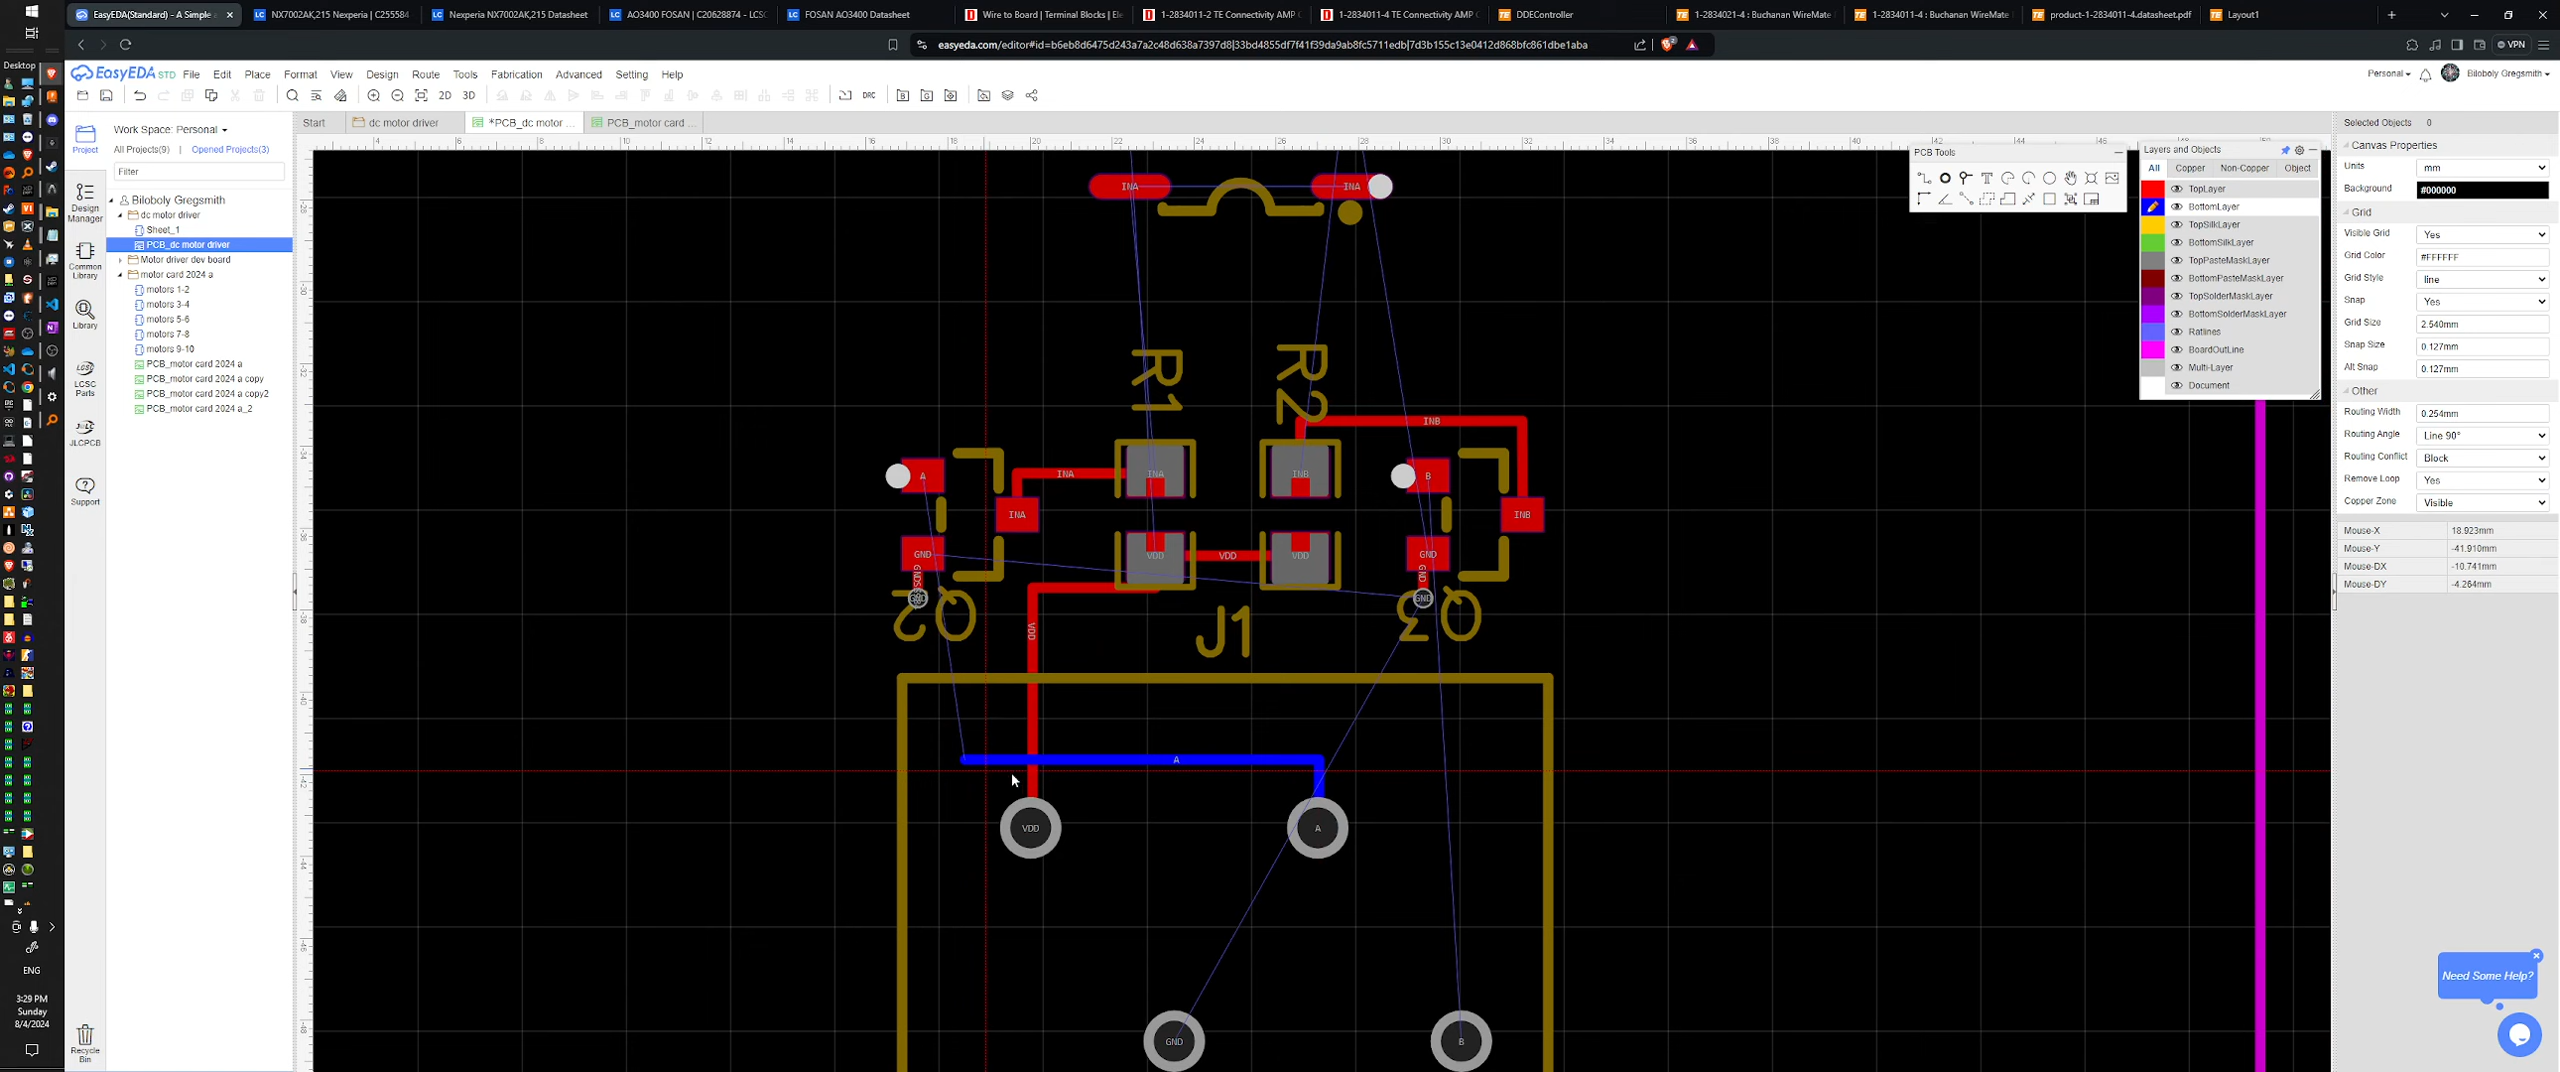 EasyEDA(Standard) - A Simple
NX7002AK,215 Nexperia | C255584
Nexperia NX7002AK,215 Datasheet
AO3400 FOSAN | C20628874 - LCSC
FOSAN AO3400 Datasheet
Wire to Board | Terminal Blocks | Ele
1-2834011-2 TE Connectivity AMP
1-2834011-4 TE Connectivity AMP
DDEController
1-2834021-4 : Buchanan WireMate
1-2834011-4 : Buchanan WireMate
product-1-2834011-4.datasheet.pdf
Layout1
easyeda.com/editor#id=b6eb8d6475d243a7a2c48d638a7397d8|33bd4855df7f41f39da9ab8fc5711edb|7d3b155c13e0412d868bfc861dbe1aba
VPN
Desktop
EasyEDA STD File Edit Place Format View Design Route Tools Fabrication Advanced Setting Help
Personal
Biloboly Gregsmith
2D 3D
DRC
Start
dc motor driver
*PCB_dc motor ...
PCB_motor card ...
Project
Design Manager
Common Library
Library
LCSC Parts
JLCPCB
Support
Recycle Bin
Work Space: Personal
All Projects(9) | Opened Projects(3)
Filter
Biloboly Gregsmith
dc motor driver
Sheet_1
PCB_dc motor driver
Motor driver dev board
motor card 2024 a
motors 1-2
motors 3-4
motors 5-6
motors 7-8
motors 9-10
PCB_motor card 2024 a
PCB_motor card 2024 a copy
PCB_motor card 2024 a copy2
PCB_motor card 2024 a_2
INA INA
R1 R2
INB
A INA INA INB B
INA INB
GND VDD VDD VDD GND
GND
GND GND
Q2 J1 Q3
VDD
A
VDD A
GND B
PCB Tools
Layers and Objects
All Copper Non-Copper Object
TopLayer
BottomLayer
TopSilkLayer
BottomSilkLayer
TopPasteMaskLayer
BottomPasteMaskLayer
TopSolderMaskLayer
BottomSolderMaskLayer
Ratlines
BoardOutLine
Multi-Layer
Document
Selected Objects 0
Canvas Properties
Units mm
Background #000000
Grid
Visible Grid Yes
Grid Color #FFFFFF
Grid Style line
Snap Yes
Grid Size 2.540mm
Snap Size 0.127mm
Alt Snap 0.127mm
Other
Routing Width 0.254mm
Routing Angle Line 90°
Routing Conflict Block
Remove Loop Yes
Copper Zone Visible
Mouse-X 18.923mm
Mouse-Y -41.910mm
Mouse-DX -10.741mm
Mouse-DY -4.264mm
Need Some Help?
ENG
3:29 PM
Sunday
8/4/2024